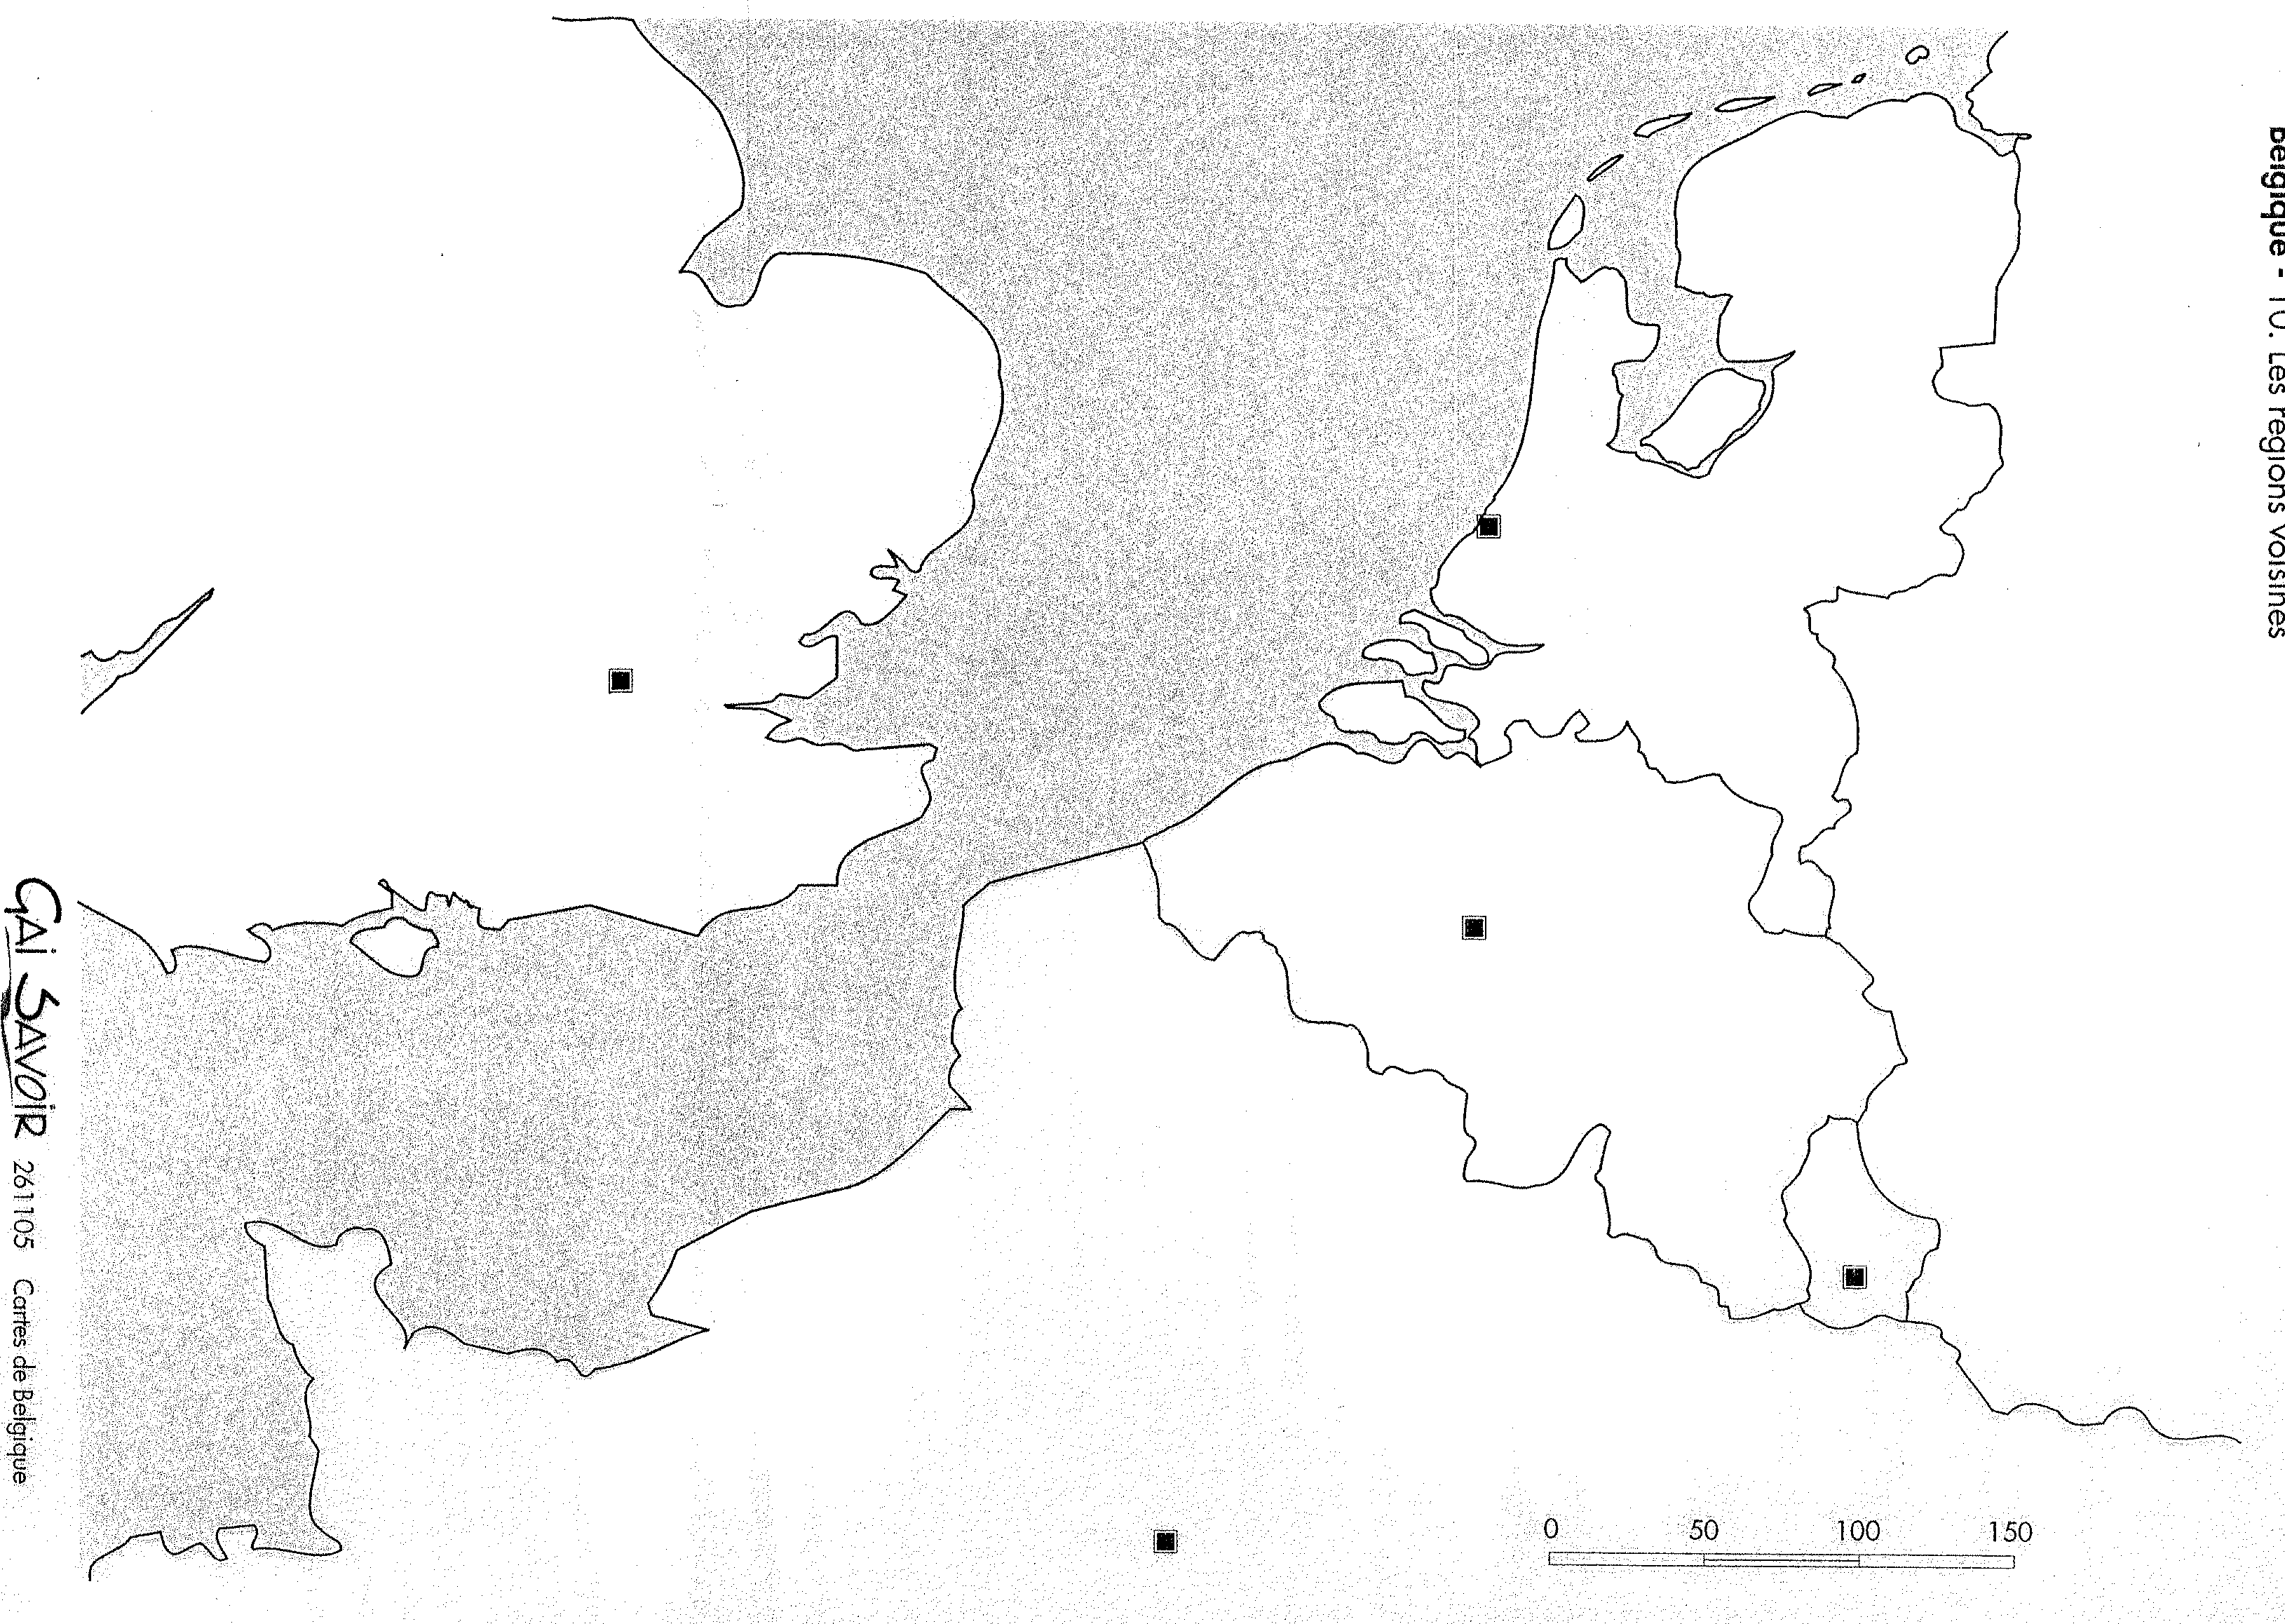 Belgique - 10. Les régions voisines
0 50 100 150
GAI SAVOIR 261105 Cartes de Belgique